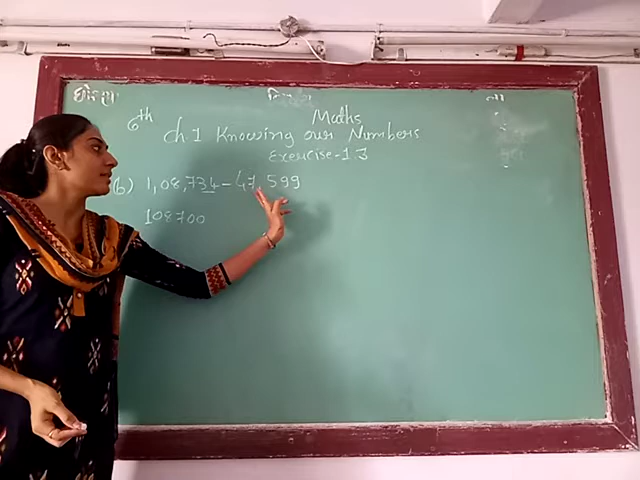 6th
Maths
Ch.1 Knowing our Numbers
Exercise-1.3
(b) 1,08,734-47,599
108700